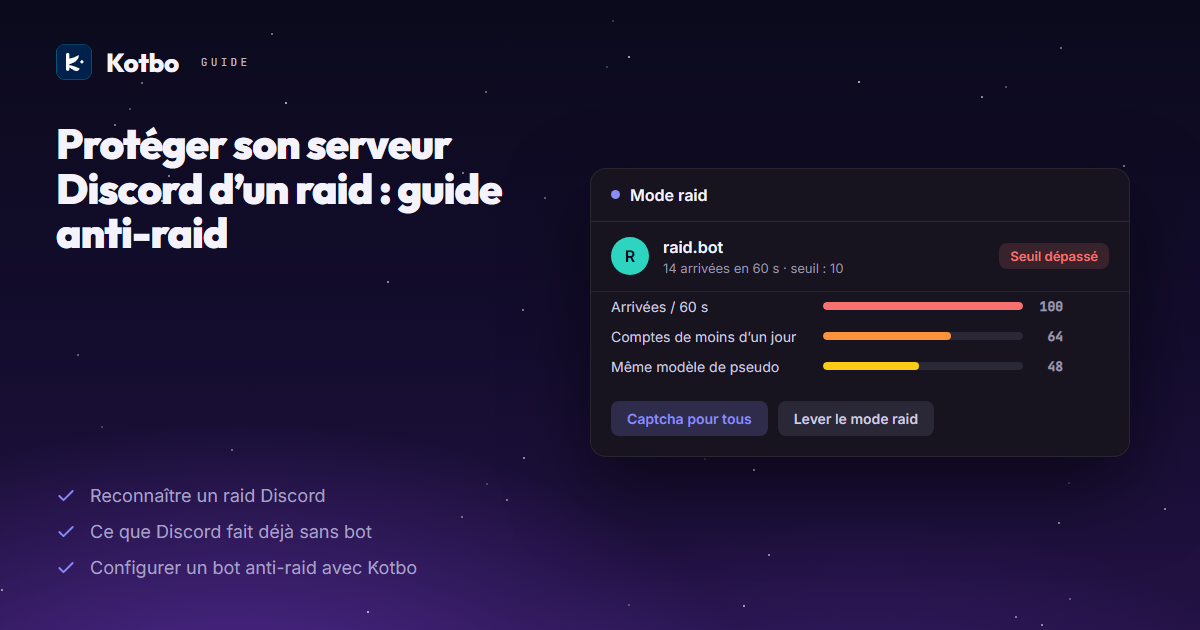 Kotbo
GUIDE
Protéger son serveur
Discord d’un raid : guide
anti-raid
Reconnaître un raid Discord
Ce que Discord fait déjà sans bot
Configurer un bot anti-raid avec Kotbo
Mode raid
R
raid.bot
14 arrivées en 60 s · seuil : 10
Seuil dépassé
Arrivées / 60 s 100
Comptes de moins d’un jour 64
Même modèle de pseudo 48
Captcha pour tous
Lever le mode raid